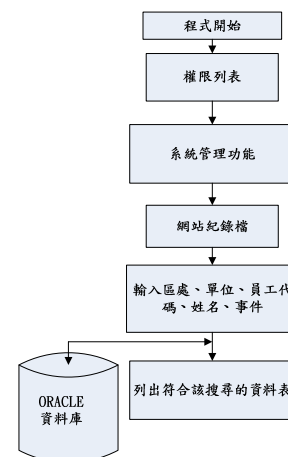 程式開始
權限列表
系統管理功能
網站紀錄檔
輸入區處、單位、員工代
碼、姓名、事件
列出符合該搜尋的資料表
ORACLE
資料庫